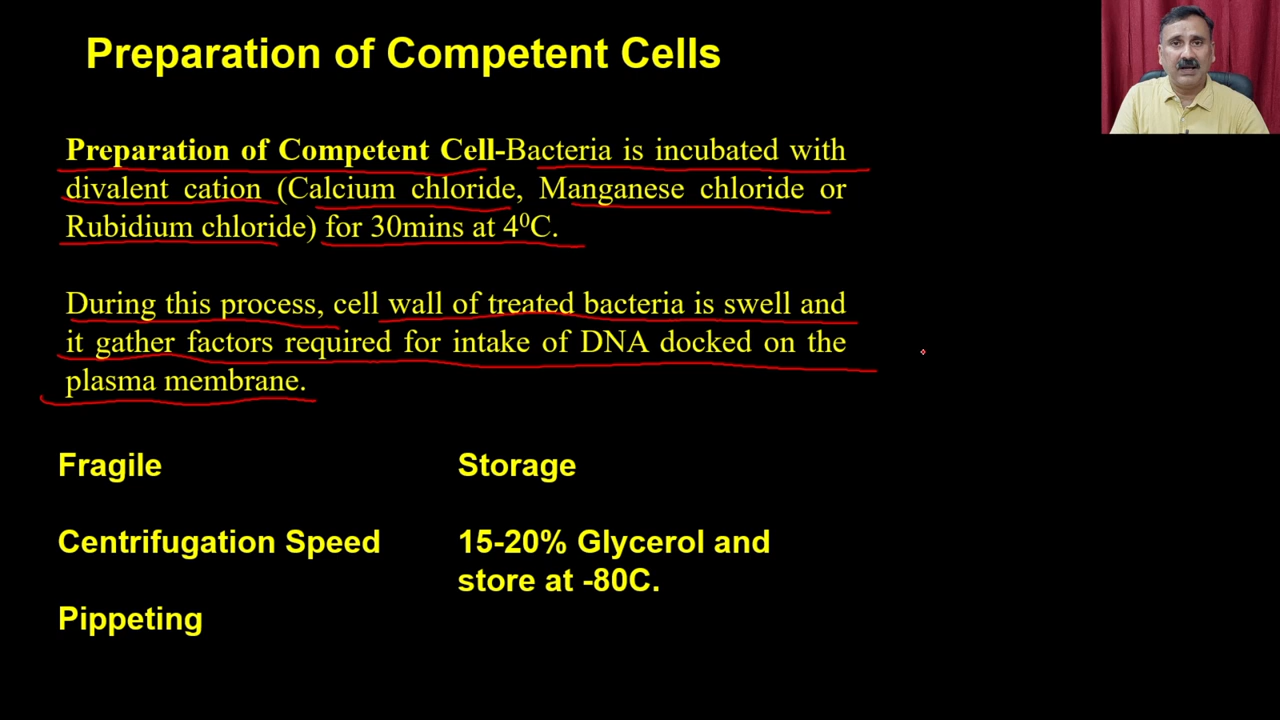 Preparation of Competent Cells
Preparation of Competent Cell-Bacteria is incubated with
divalent cation (Calcium chloride, Manganese chloride or
Rubidium chloride) for 30mins at 4⁰C.
During this process, cell wall of treated bacteria is swell and
it gather factors required for intake of DNA docked on the
plasma membrane.
Fragile
Storage
Centrifugation Speed
15-20% Glycerol and
store at -80C.
Pippeting